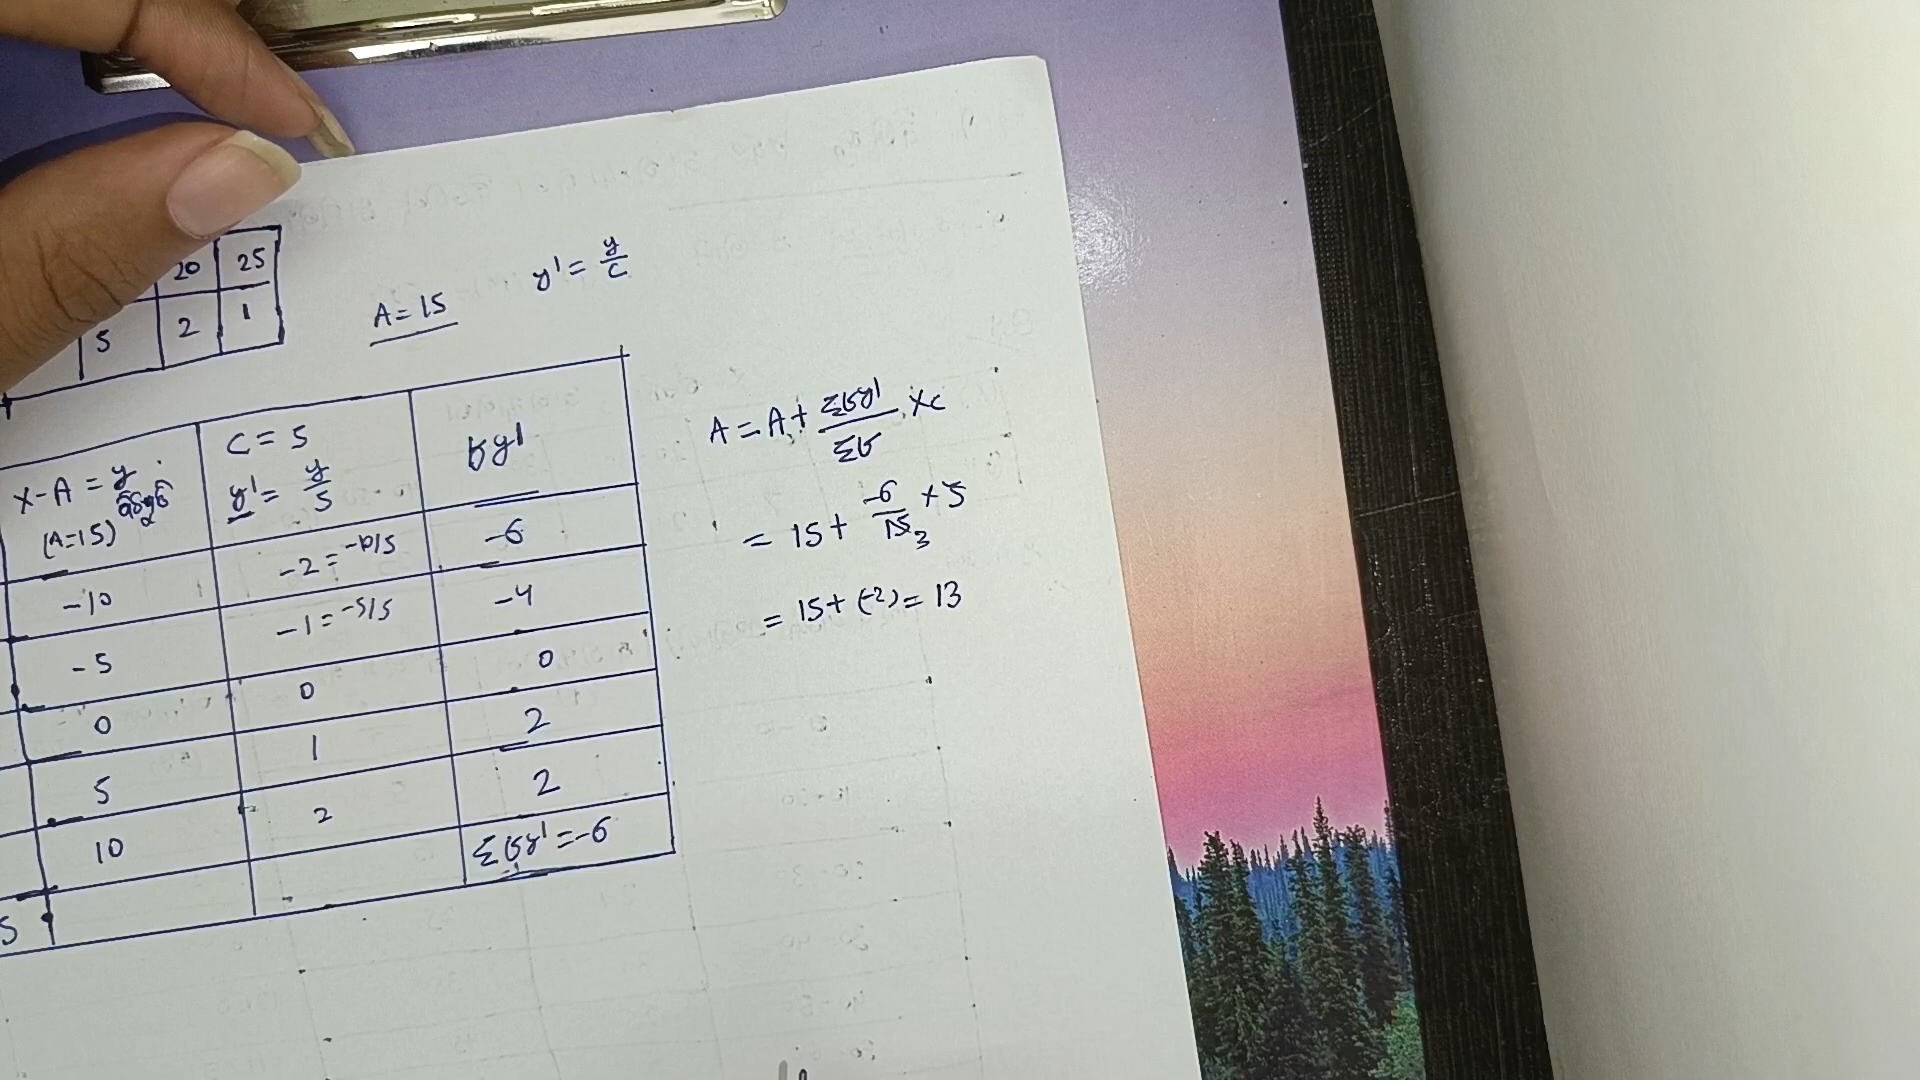 20 25
5 2 1
A = 15
y' = y/c
X - A = y
(A=15)
C = 5
y' = y/5
fy'
-10 -2 = -10/5 -6
-5 -1 = -5/5 -4
0 0 0
5 1 2
10 2 2
5 Σfy' = -6
A = A + Σfy'/Σf × c
= 15 + -6/15 3 + 5
= 15 + (-2) = 13